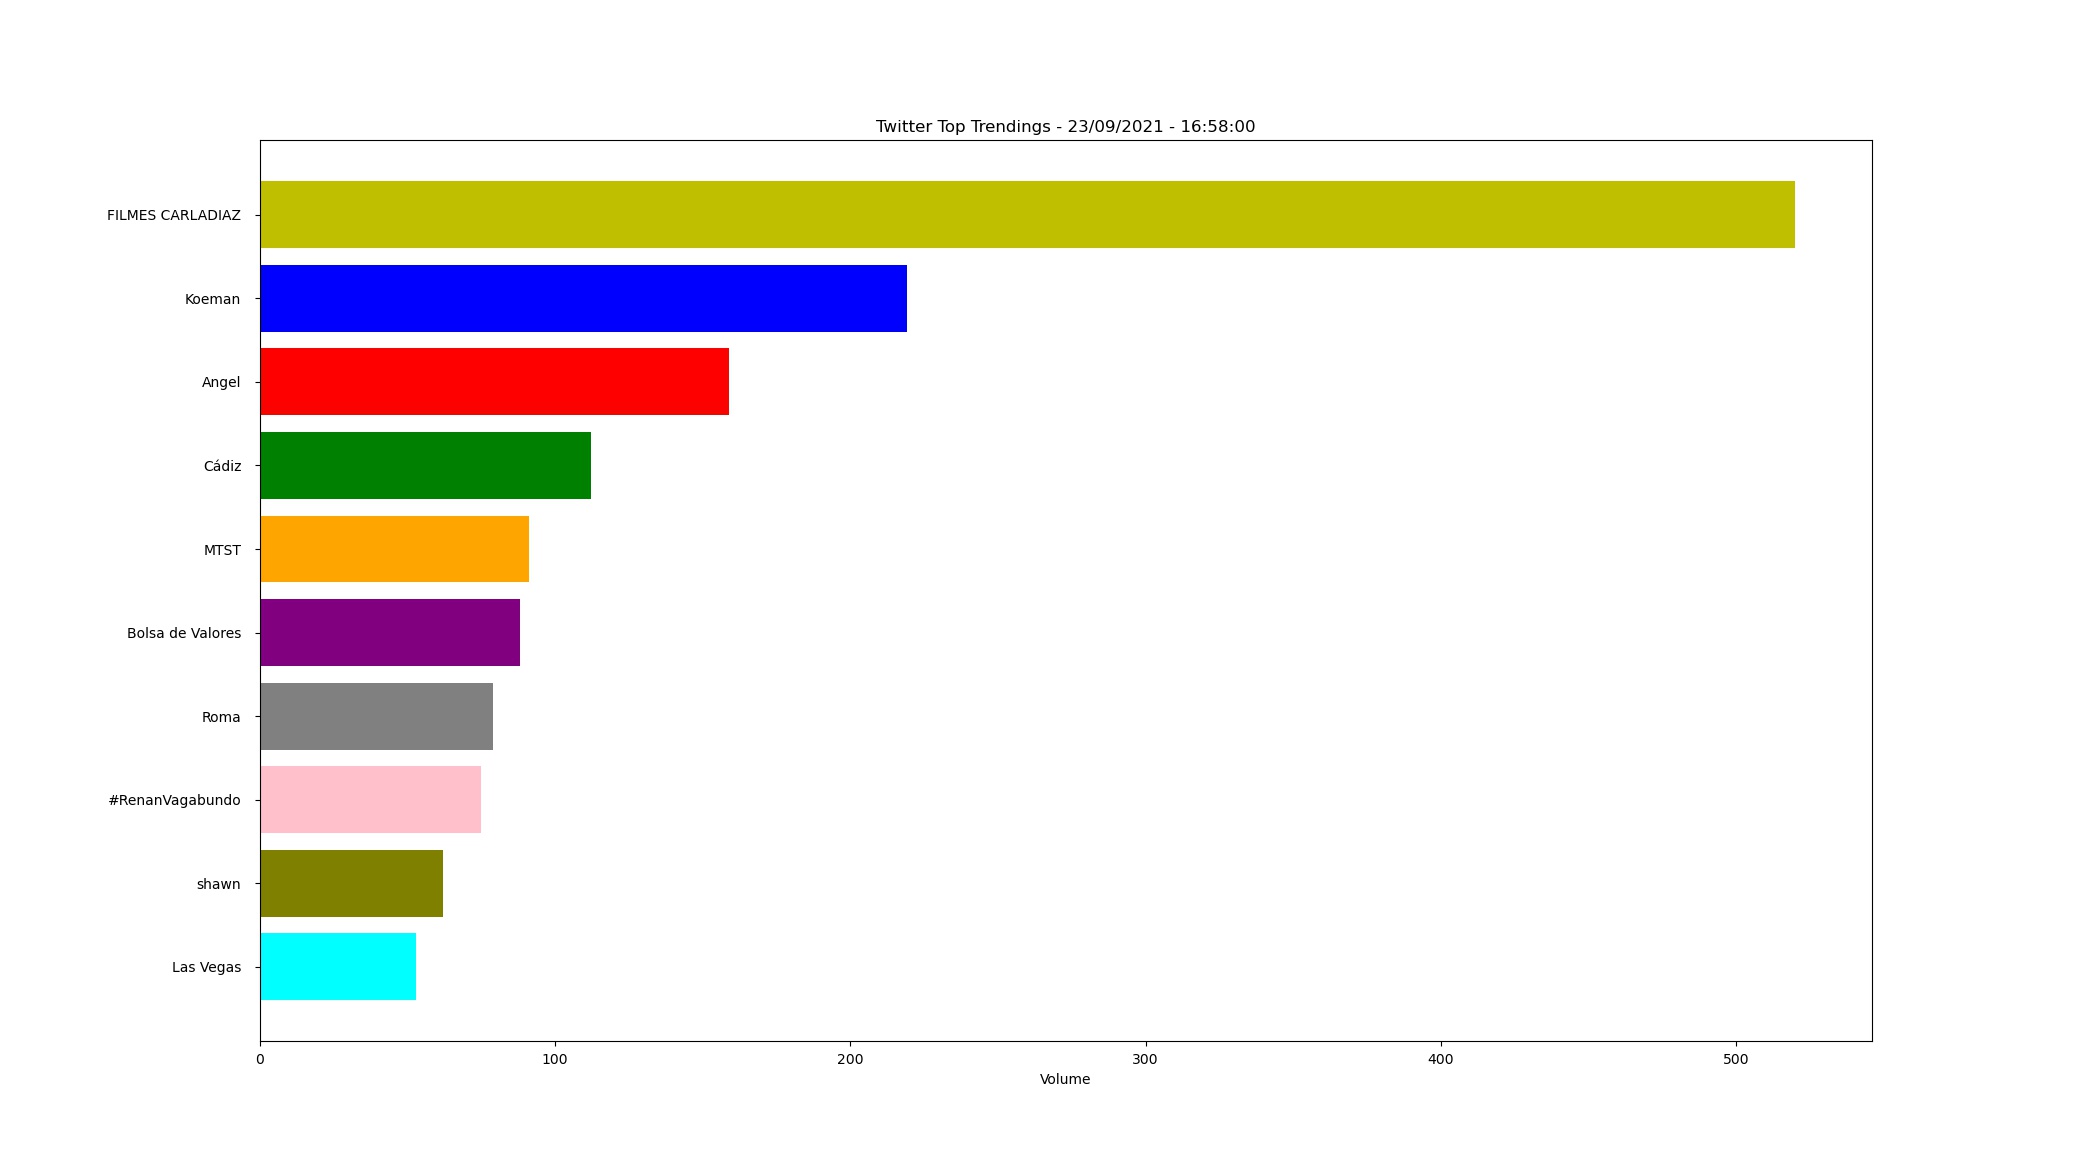 Twitter Top Trendings - 23/09/2021 - 16:58:00
FILMES CARLADIAZ
Koeman
Angel
Cádiz
MTST
Bolsa de Valores
Roma
#RenanVagabundo
shawn
Las Vegas
0 100 200 300 400 500
Volume